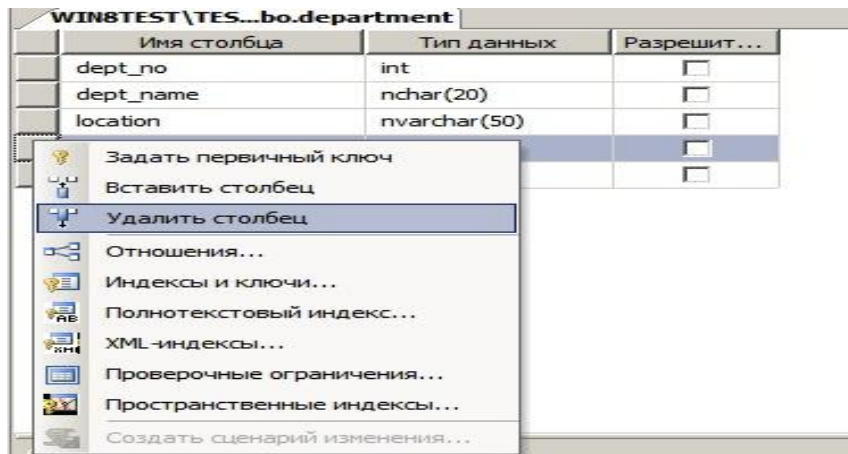 WIN8TEST\TES...bo.department
Имя столбца Тип данных Разрешит...
dept_no int
dept_name nchar(20)
location nvarchar(50)
Задать первичный ключ
Вставить столбец
Удалить столбец
Отношения...
Индексы и ключи...
Полнотекстовый индекс...
XML-индексы...
Проверочные ограничения...
Пространственные индексы...
Создать сценарий изменения...